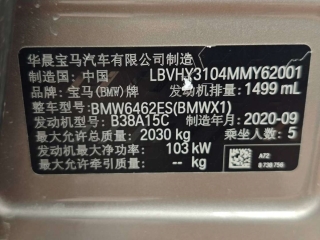 华晨宝马汽车有限公司制造
制造国：中国 LBVHY3104MMY62001
品牌：宝马(BMW)牌 发动机排量：1499 mL
整车型号：BMW6462ES(BMWX1)
发动机型号：B38A15C 制造年月：2020-09
最大允许总质量：2030 kg 乘坐人数：5
发动机最大净功率：103 kW
最大允许牵引质量：-- kg